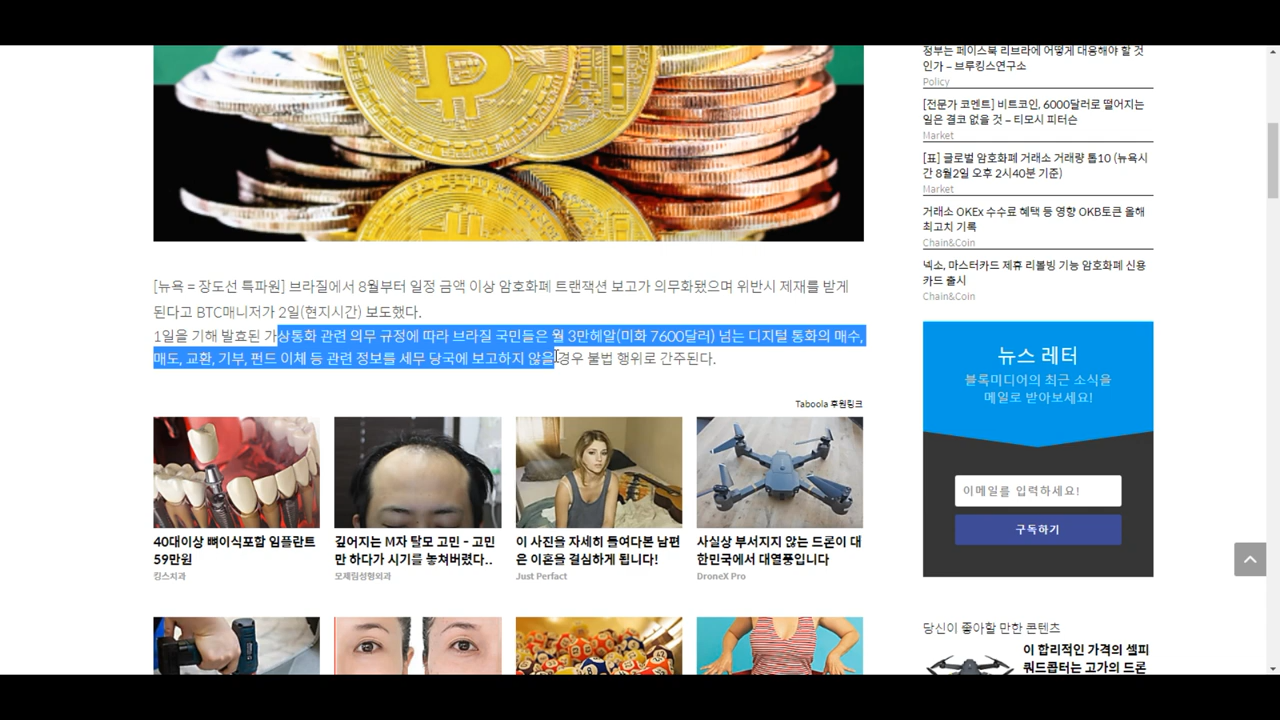 [뉴욕 = 장도선 특파원] 브라질에서 8월부터 일정 금액 이상 암호화폐 트랜잭션 보고가 의무화됐으며 위반시 제재를 받게
된다고 BTC매니저가 2일(현지시간) 보도했다.
1일을 기해 발효된 가상통화 관련 의무 규정에 따라 브라질 국민들은 월 3만헤알(미화 7600달러) 넘는 디지털 통화의 매수,
매도, 교환, 기부, 펀드 이체 등 관련 정보를 세무 당국에 보고하지 않을 경우 불법 행위로 간주된다.
Taboola 후원링크
40대이상 뼈이식포함 임플란트
59만원
킹스치과
깊어지는 M자 탈모 고민 - 고민
만 하다가 시기를 놓쳐버렸다..
모제림성형외과
이 사진을 자세히 들여다본 남편
은 이혼을 결심하게 됩니다!
Just Perfact
사실상 부서지지 않는 드론이 대
한민국에서 대열풍입니다
DroneX Pro
정부는 페이스북 리브라에 어떻게 대응해야 할 것
인가 – 브루킹스연구소
Policy
[전문가 코멘트] 비트코인, 6000달러로 떨어지는
일은 결코 없을 것 – 티모시 피터슨
Market
[표] 글로벌 암호화폐 거래소 거래량 톱10 (뉴욕시
간 8월2일 오후 2시40분 기준)
Market
거래소 OKEx 수수료 혜택 등 영향 OKB토큰 올해
최고치 기록
Chain&Coin
넥소, 마스터카드 제휴 리볼빙 기능 암호화폐 신용
카드 출시
Chain&Coin
뉴스 레터
블록미디어의 최근 소식을
메일로 받아보세요!
이메일를 입력하세요!
구독하기
당신이 좋아할 만한 콘텐츠
이 합리적인 가격의 셀피
쿼드콥터는 고가의 드론